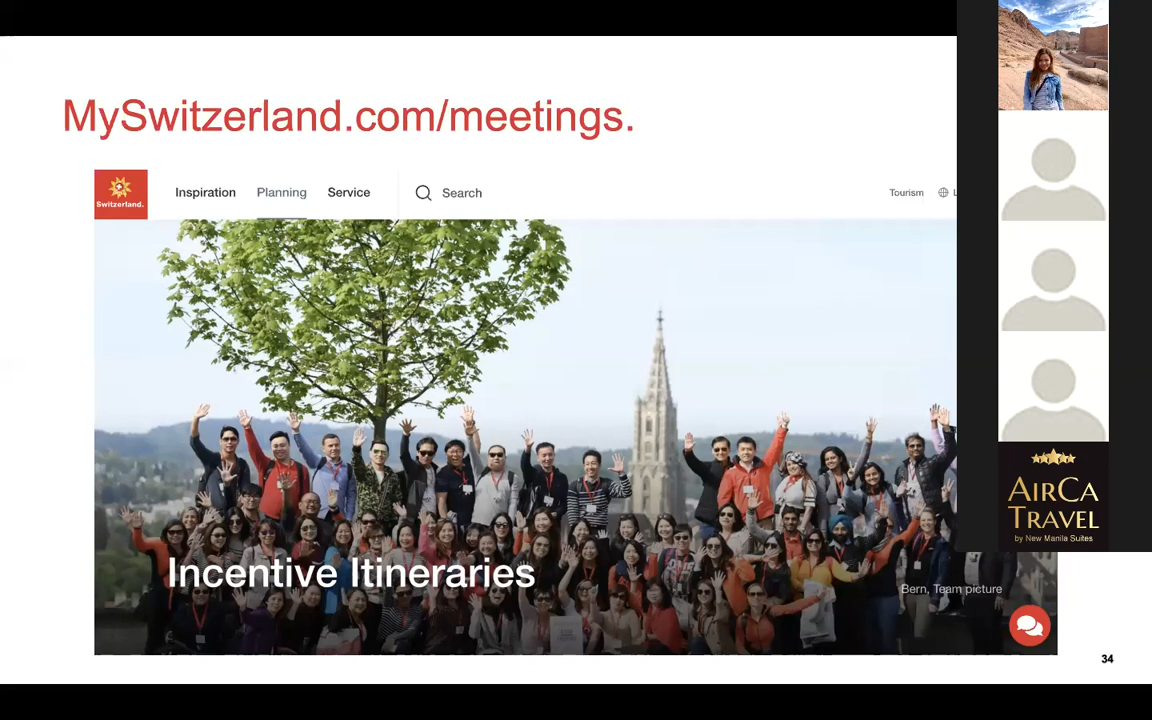 MySwitzerland.com/meetings.
Switzerland.
Inspiration Planning Service Search Tourism L
Incentive Itineraries
Bern, Team picture
34
AIRCA
TRAVEL
by New Manila Suites